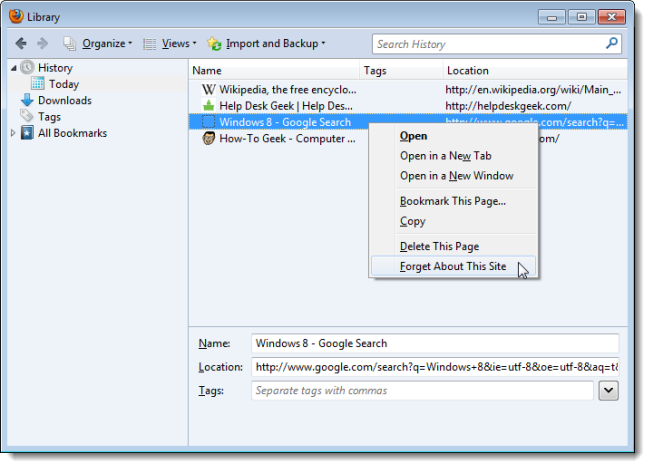 Library
Organize Views Import and Backup Search History
History
Today
Downloads
Tags
All Bookmarks
Name Tags Location
Wikipedia, the free encyclo... http://en.wikipedia.org/wiki/Main_...
Help Desk Geek | Help Des... http://helpdeskgeek.com/
Windows 8 - Google Search http://www.google.com/search?q=...
How-To Geek - Computer ... om/
Open
Open in a New Tab
Open in a New Window
Bookmark This Page...
Copy
Delete This Page
Forget About This Site
Name: Windows 8 - Google Search
Location: http://www.google.com/search?q=Windows+8&ie=utf-8&oe=utf-8&aq=t&
Tags: Separate tags with commas